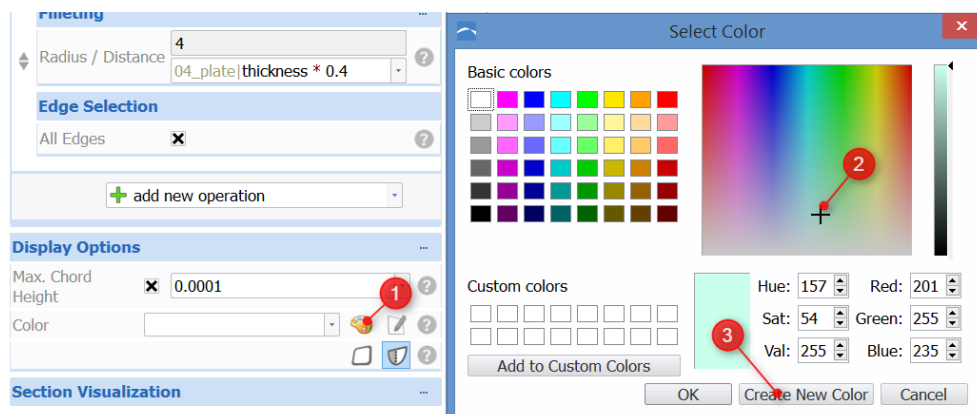 Filleting
...
Radius / Distance
4
04_plate|thickness * 0.4
?
Edge Selection
All Edges
?
add new operation
Display Options
...
Max. Chord
Height
0.0001
?
1
Color
?
?
Section Visualization
...
Select Color
Basic colors
2
Custom colors
Hue: 157
Red: 201
Sat: 54
Green: 255
Val: 255
Blue: 235
3
Add to Custom Colors
OK
Create New Color
Cancel